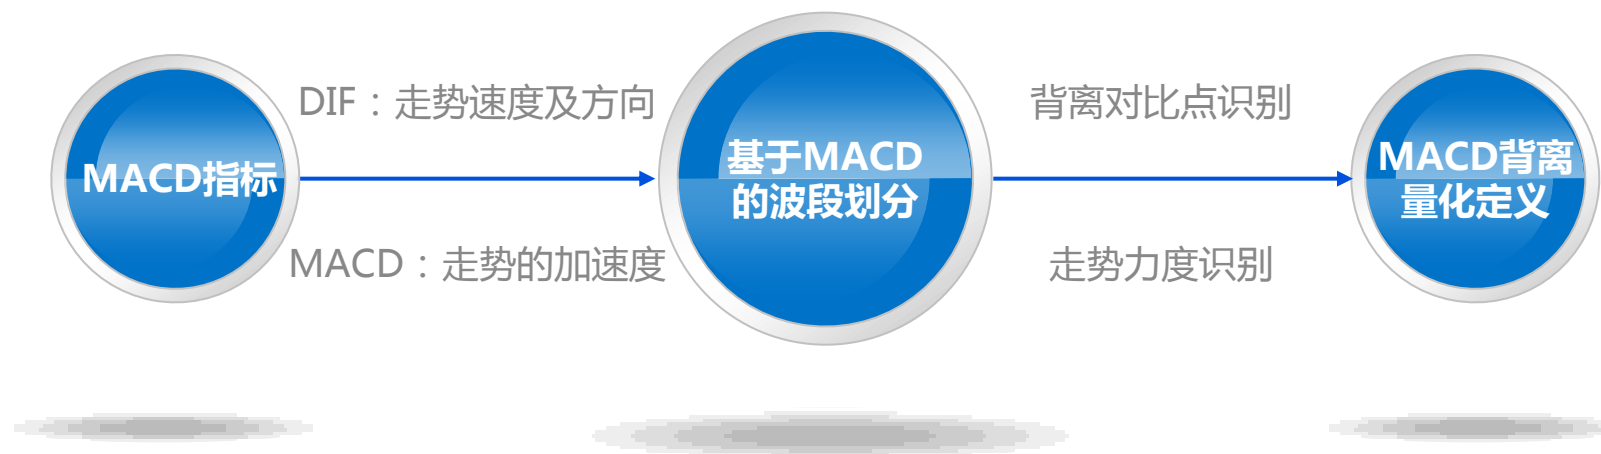 MACD指标
DIF：走势速度及方向
MACD：走势的加速度
基于MACD
的波段划分
背离对比点识别
走势力度识别
MACD背离
量化定义